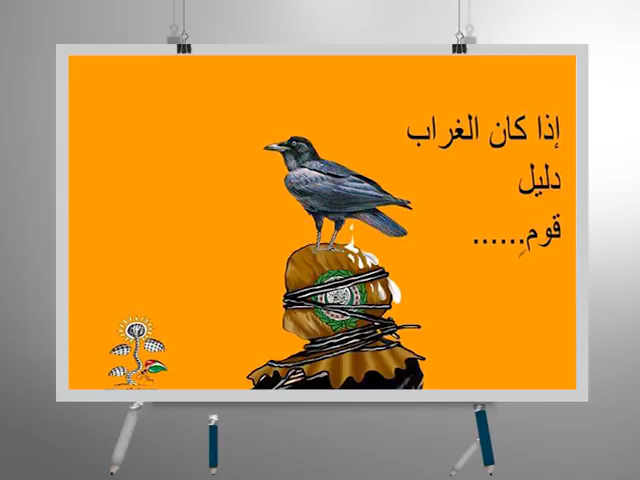 إذا كان الغراب
دليل
قوم......